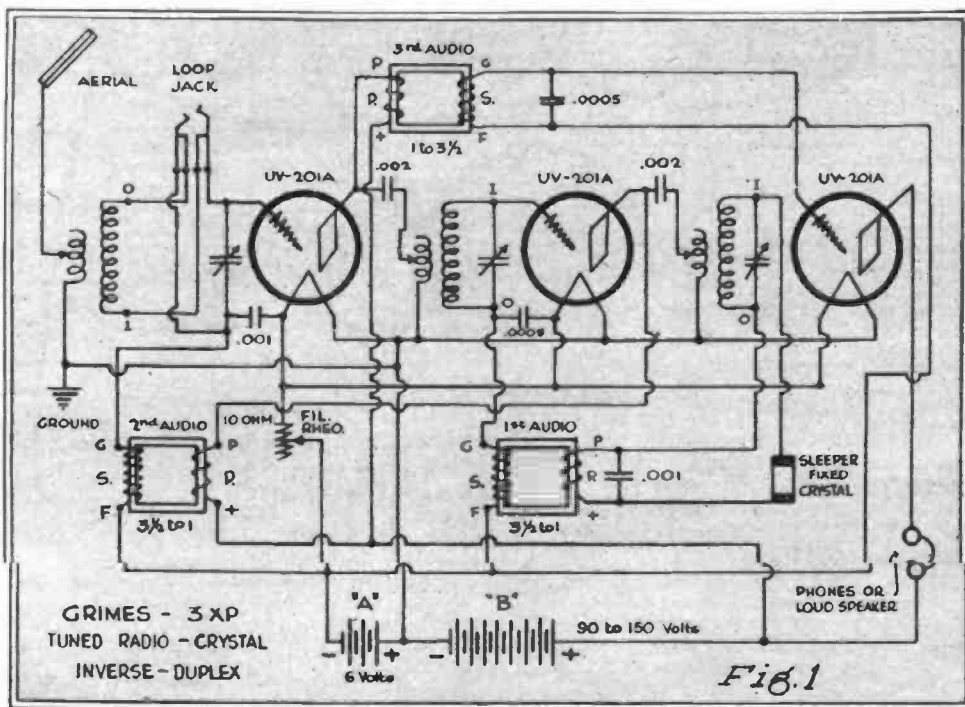 3rd AUDIO
P
G
AERIAL
LOOP
JACK
P.
S.
.0005
+
F
1 to 3½
UV-201A
.002
UV-201A
.002
UV-201A
O
I
I
I
O
O
.001
.0005
GROUND
2nd AUDIO
10 OHM
FIL.
RHEO.
1st AUDIO
G
P
G
P
S.
P.
S.
R
.001
SLEEPER
FIXED
CRYSTAL
F
+
F
+
3½ to 1
3½ to 1
PHONES OR
LOUD SPEAKER
GRIMES - 3 XP
TUNED RADIO - CRYSTAL
INVERSE - DUPLEX
"A"
"B"
90 to 150 Volts
-
+
-
+
6 Volts
Fig. 1